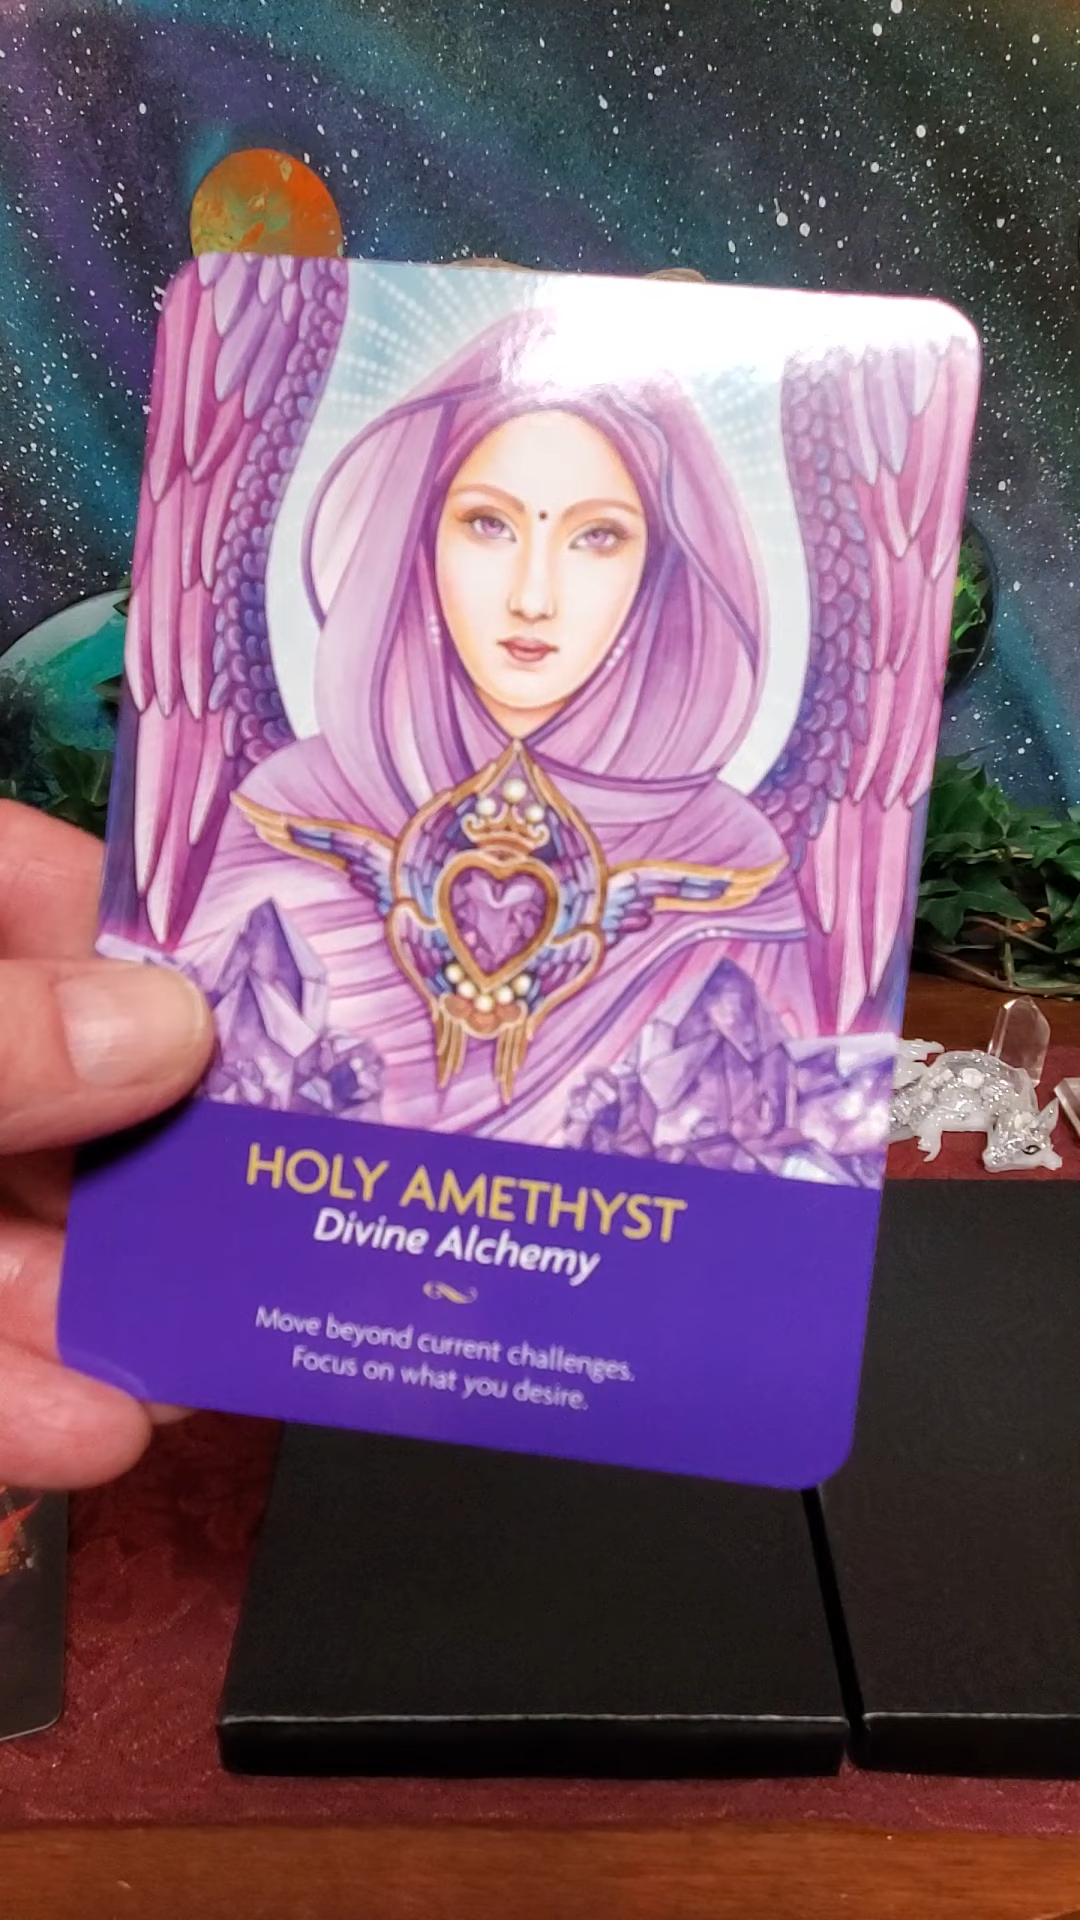 HOLY AMETHYST
Divine Alchemy
Move beyond current challenges.
Focus on what you desire.